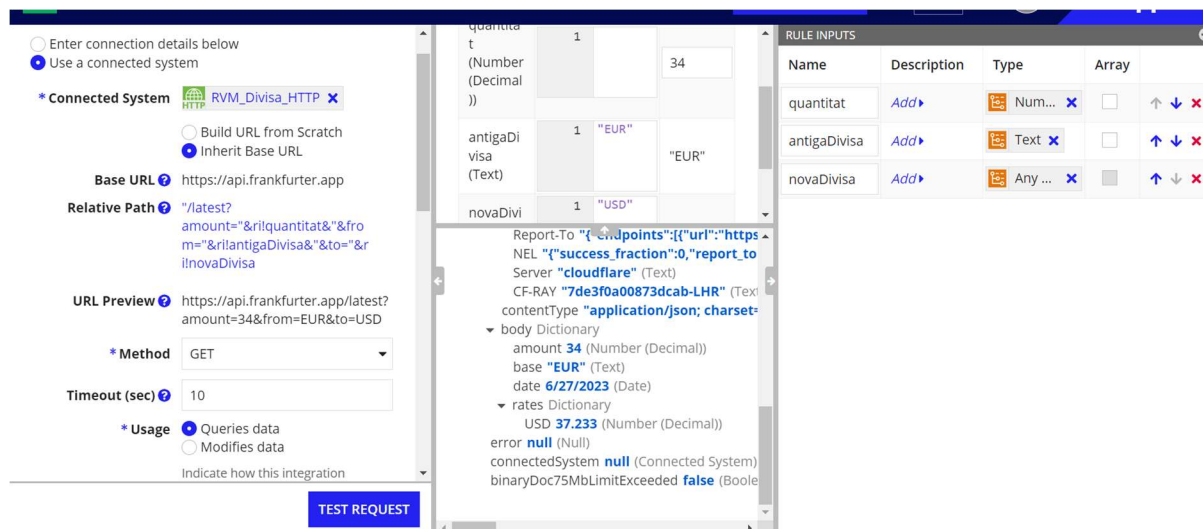 Enter connection details below
Use a connected system
* Connected System HTTP RVM_Divisa_HTTP
Build URL from Scratch
Inherit Base URL
Base URL https://api.frankfurter.app
Relative Path "/latest?
amount="&ri!quantitat&"&fro
m="&ri!antigaDivisa&"&to="&r
i!novaDivisa
URL Preview https://api.frankfurter.app/latest?
amount=34&from=EUR&to=USD
* Method GET
Timeout (sec) 10
* Usage Queries data
Modifies data
Indicate how this integration
TEST REQUEST
quantita
t
(Number
(Decimal
))
1
34
antigaDi
visa
(Text)
1 "EUR"
"EUR"
novaDivi
1 "USD"
Report-To "{"endpoints":[{"url":"https
NEL "{"success_fraction":0,"report_to
Server "cloudflare" (Text)
CF-RAY "7de3f0a00873dcab-LHR" (Text
contentType "application/json; charset=
body Dictionary
amount 34 (Number (Decimal))
base "EUR" (Text)
date 6/27/2023 (Date)
rates Dictionary
USD 37.233 (Number (Decimal))
error null (Null)
connectedSystem null (Connected System)
binaryDoc75MbLimitExceeded false (Boole
RULE INPUTS
Name Description Type Array
quantitat Add Num...
antigaDivisa Add Text
novaDivisa Add Any ...